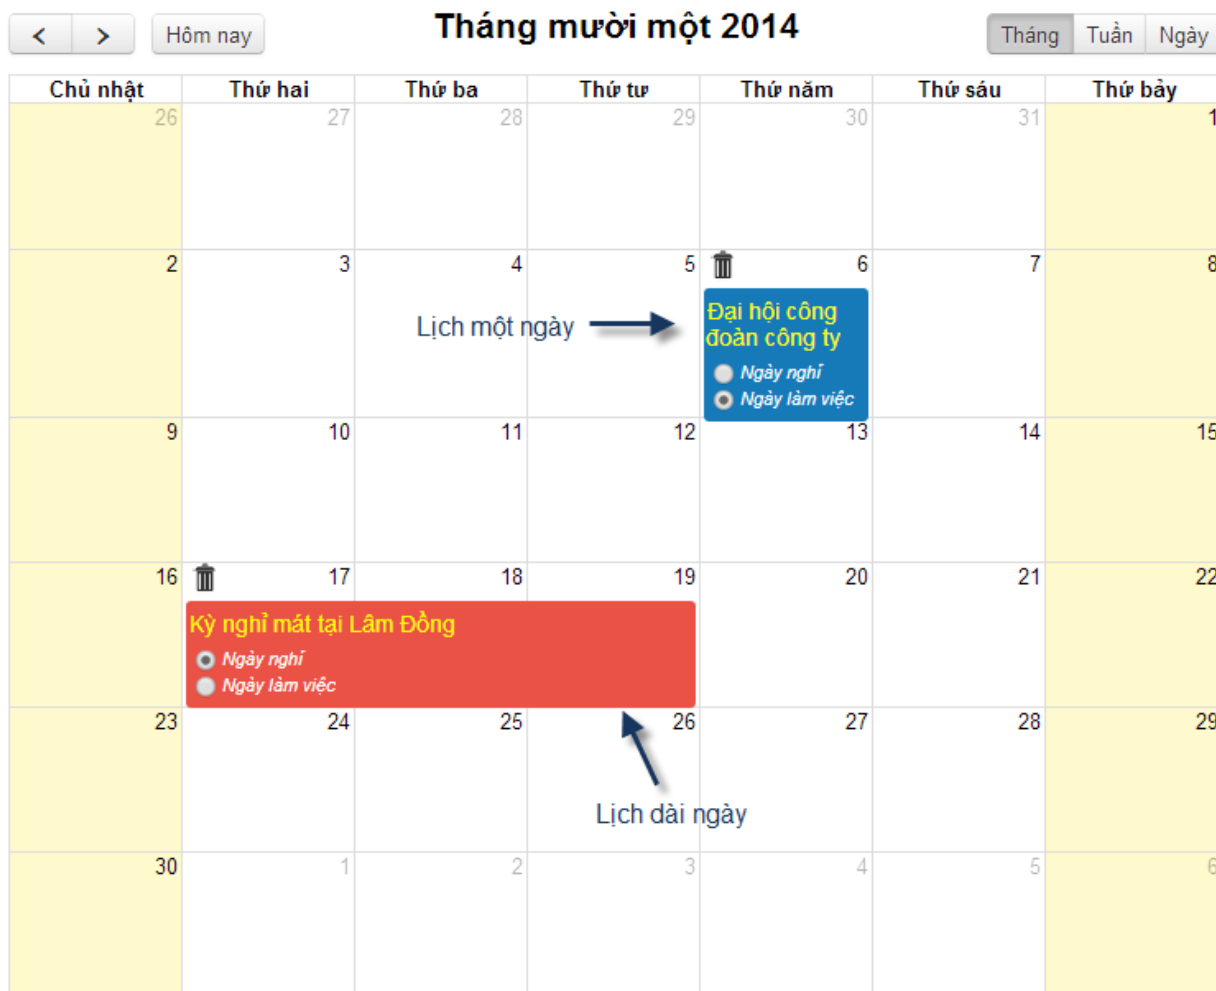 < > Hôm nay Tháng mười một 2014 Tháng Tuần Ngày
Chủ nhật Thứ hai Thứ ba Thứ tư Thứ năm Thứ sáu Thứ bảy
26 27 28 29 30 31 1
2 3 4 5 6 7 8
Lịch một ngày
Đại hội công
đoàn công ty
Ngày nghỉ
Ngày làm việc
9 10 11 12 13 14 15
16 17 18 19 20 21 22
Kỳ nghỉ mát tại Lâm Đồng
Ngày nghỉ
Ngày làm việc
23 24 25 26 27 28 29
Lịch dài ngày
30 1 2 3 4 5 6